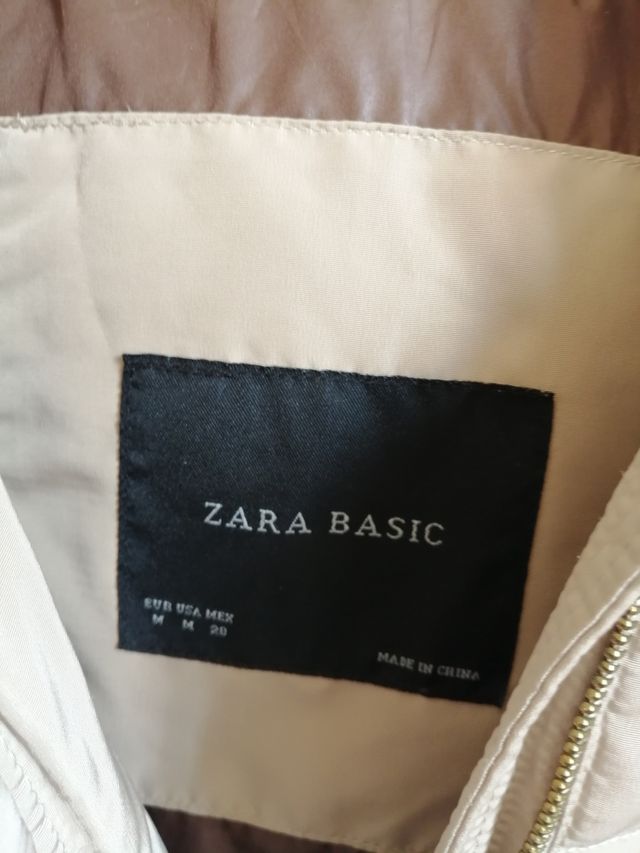 ZARA BASIC
EUR USA MEX
M M 28
MADE IN CHINA